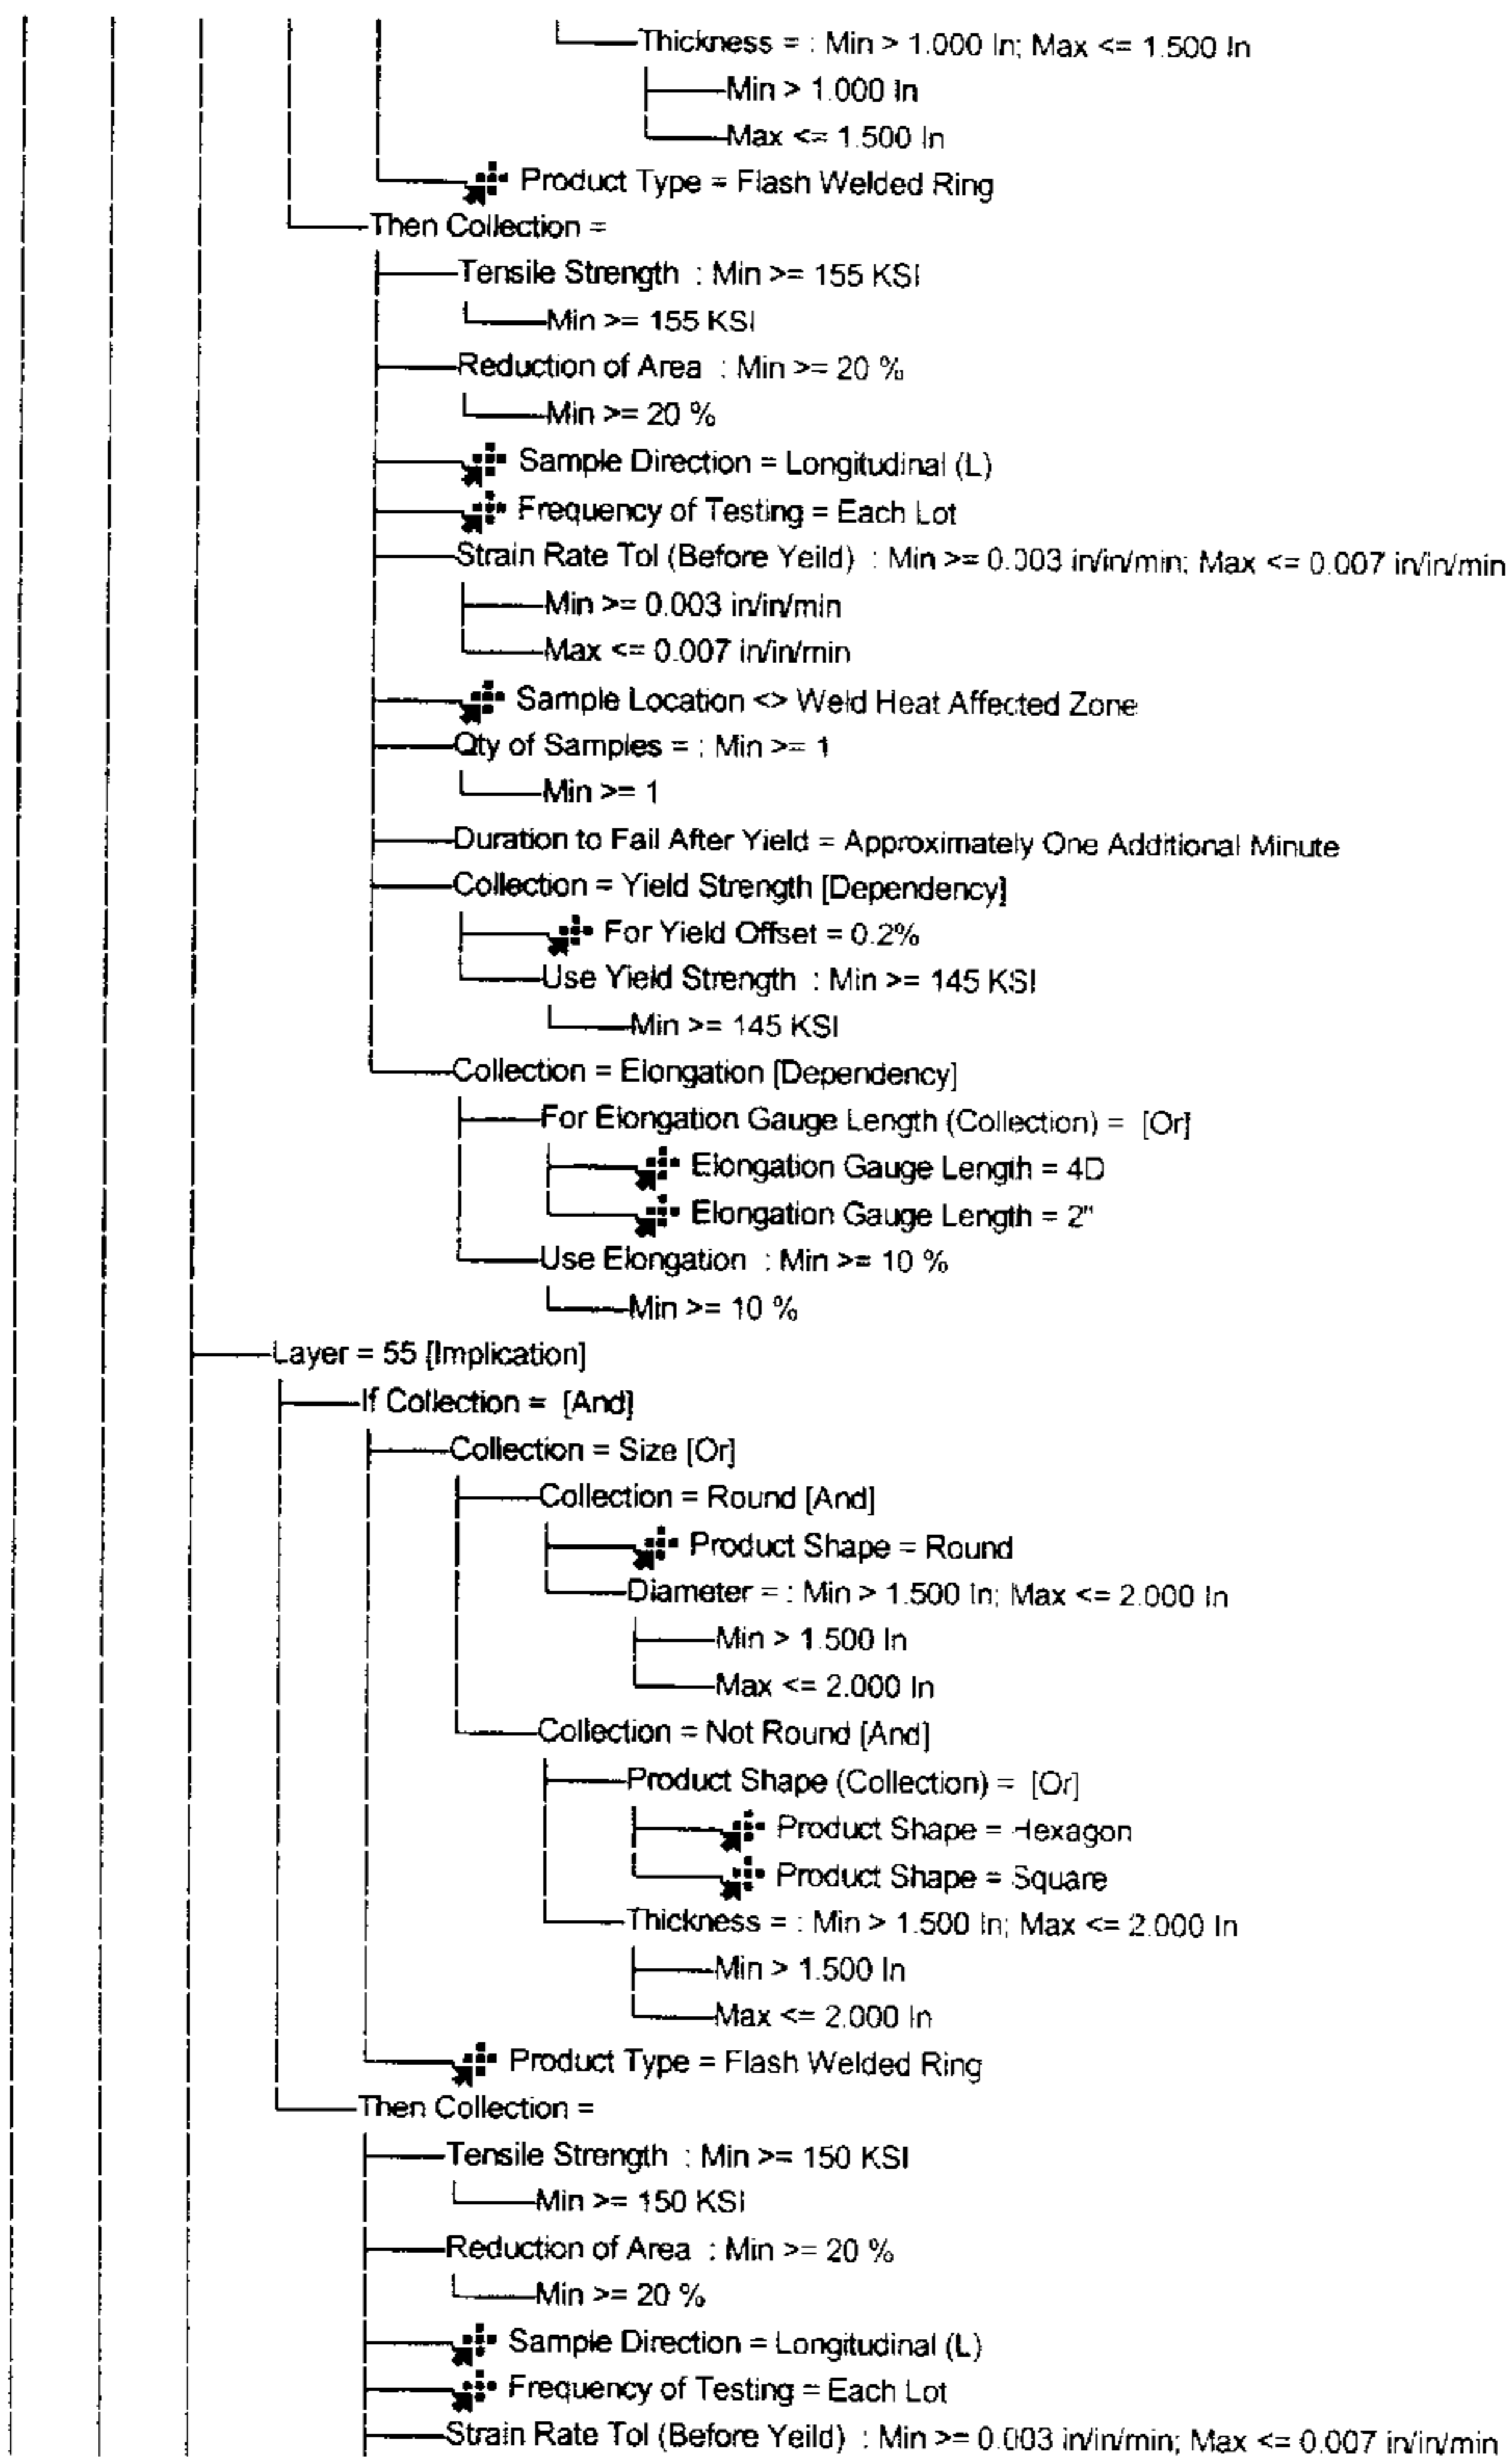 Thickness = : Min > 1.000 In; Max <= 1.500 In
Min > 1.000 In
Max <= 1.500 In
Product Type = Flash Welded Ring
Then Collection =
Tensile Strength : Min >= 155 KSI
Min >= 155 KSI
Reduction of Area : Min >= 20 %
Min >= 20 %
Sample Direction = Longitudinal (L)
Frequency of Testing = Each Lot
Strain Rate Tol (Before Yeild) : Min >= 0.003 in/in/min; Max <= 0.007 in/in/min
Min >= 0.003 in/in/min
Max <= 0.007 in/in/min
Sample Location <> Weld Heat Affected Zone
Qty of Samples = : Min >= 1
Min >= 1
Duration to Fail After Yield = Approximately One Additional Minute
Collection = Yield Strength [Dependency]
For Yield Offset = 0.2%
Use Yield Strength : Min >= 145 KSI
Min >= 145 KSI
Collection = Elongation [Dependency]
For Elongation Gauge Length (Collection) = [Or]
Elongation Gauge Length = 4D
Elongation Gauge Length = 2"
Use Elongation : Min >= 10 %
Min >= 10 %
Layer = 55 [Implication]
If Collection = [And]
Collection = Size [Or]
Collection = Round [And]
Product Shape = Round
Diameter = : Min > 1.500 In; Max <= 2.000 In
Min > 1.500 In
Max <= 2.000 In
Collection = Not Round [And]
Product Shape (Collection) = [Or]
Product Shape = Hexagon
Product Shape = Square
Thickness = : Min > 1.500 In; Max <= 2.000 In
Min > 1.500 In
Max <= 2.000 In
Product Type = Flash Welded Ring
Then Collection =
Tensile Strength : Min >= 150 KSI
Min >= 150 KSI
Reduction of Area : Min >= 20 %
Min >= 20 %
Sample Direction = Longitudinal (L)
Frequency of Testing = Each Lot
Strain Rate Tol (Before Yeild) : Min >= 0.003 in/in/min; Max <= 0.007 in/in/min